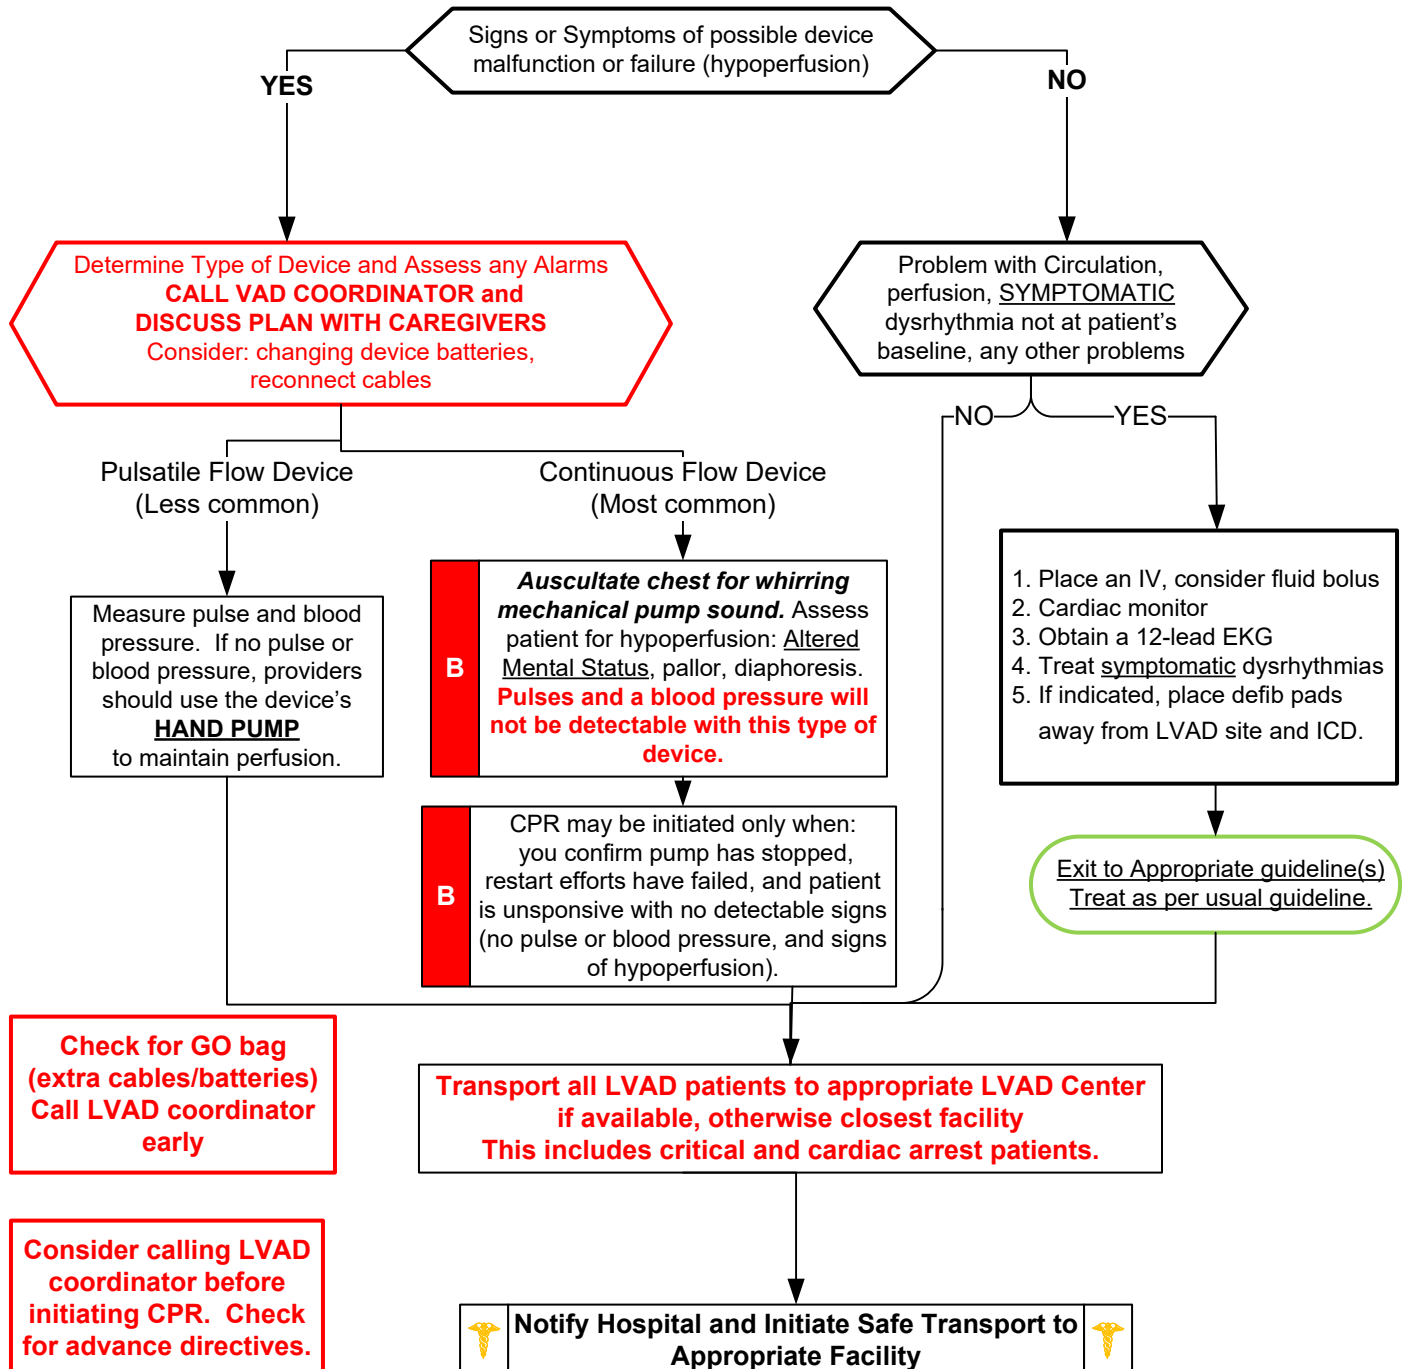 Signs or Symptoms of possible device
malfunction or failure (hypoperfusion)
YES
NO
Determine Type of Device and Assess any Alarms
CALL VAD COORDINATOR and
DISCUSS PLAN WITH CAREGIVERS
Consider: changing device batteries,
reconnect cables
Problem with Circulation,
perfusion, SYMPTOMATIC
dysrhythmia not at patient's
baseline, any other problems
NO
YES
Pulsatile Flow Device
(Less common)
Continuous Flow Device
(Most common)
Measure pulse and blood
pressure. If no pulse or
blood pressure, providers
should use the device's
HAND PUMP
to maintain perfusion.
B
Auscultate chest for whirring
mechanical pump sound. Assess
patient for hypoperfusion: Altered
Mental Status, pallor, diaphoresis.
Pulses and a blood pressure will
not be detectable with this type of
device.
1. Place an IV, consider fluid bolus
2. Cardiac monitor
3. Obtain a 12-lead EKG
4. Treat symptomatic dysrhythmias
5. If indicated, place defib pads
away from LVAD site and ICD.
B
CPR may be initiated only when:
you confirm pump has stopped,
restart efforts have failed, and patient
is unsponsive with no detectable signs
(no pulse or blood pressure, and signs
of hypoperfusion).
Exit to Appropriate guideline(s)
Treat as per usual guideline.
Check for GO bag
(extra cables/batteries)
Call LVAD coordinator
early
Transport all LVAD patients to appropriate LVAD Center
if available, otherwise closest facility
This includes critical and cardiac arrest patients.
Consider calling LVAD
coordinator before
initiating CPR. Check
for advance directives.
Notify Hospital and Initiate Safe Transport to
Appropriate Facility